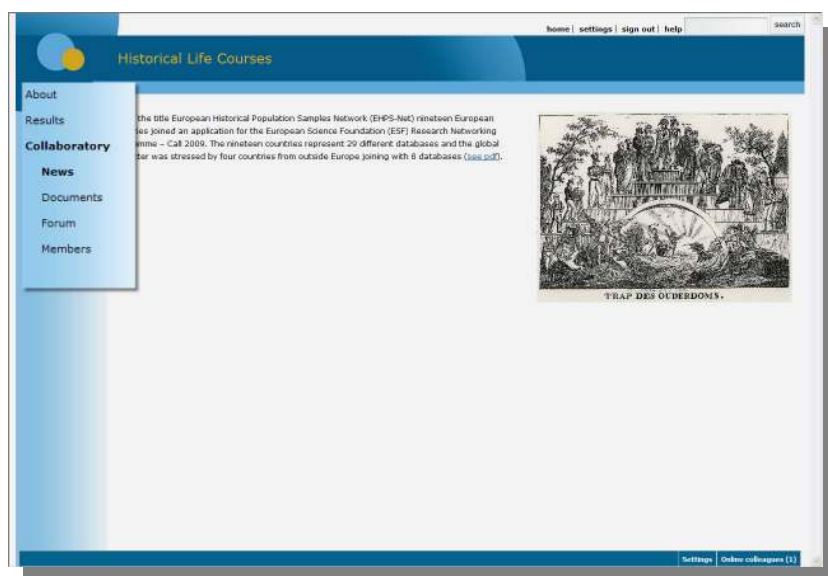 home | settings | sign out | help
search
Historical Life Courses
About
Results
Collaboratory
News
Documents
Forum
Members
the title European Historical Population Samples Network (EHPS-Net) nineteen European
ies joined an application for the European Science Foundation (ESF) Research Networking
mme – Call 2009. The nineteen countries represent 29 different databases and the global
ter was stressed by four countries from outside Europe joining with 6 databases (see pdf).
TRAP DES OUDERDOMS.
Settings | Online colleagues (1)